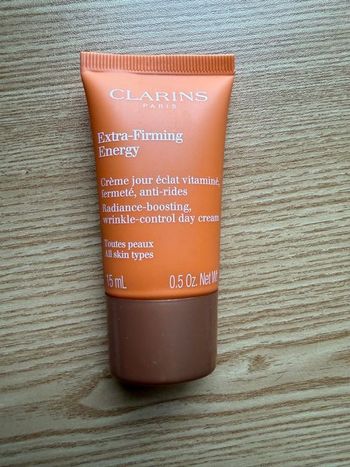 CLARINS
PARIS
Extra-Firming
Energy
Crème jour éclat vitaminé,
fermeté, anti-rides
Radiance-boosting,
wrinkle-control day cream
Toutes peaux
All skin types
15 mL 0.5 Oz. Net Wt